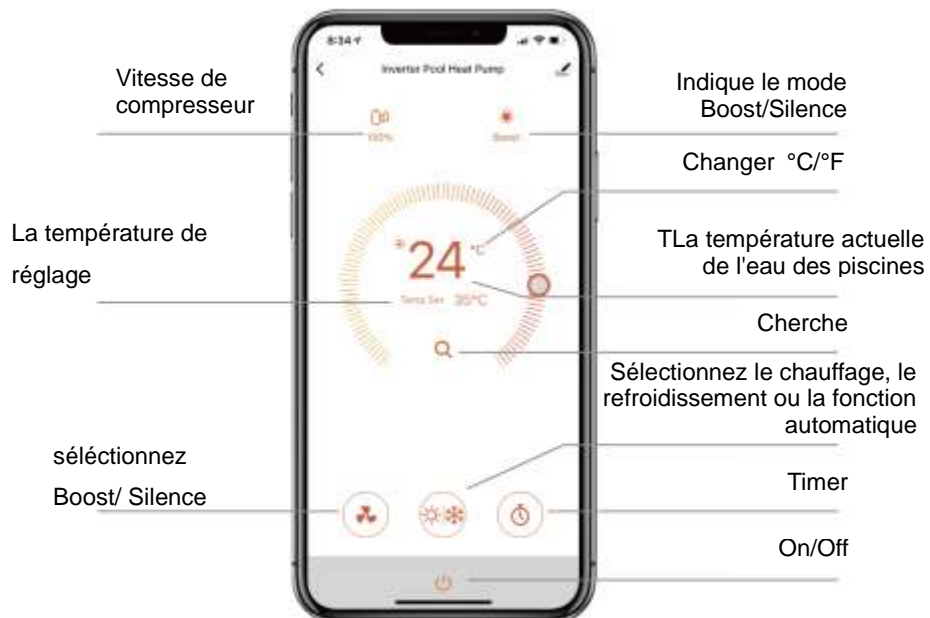 8:34
Inverter Pool Heat Pump
Vitesse de
compresseur
100%
Boost
Indique le mode
Boost/Silence
Changer °C/°F
La température de
réglage
24 °C
Temp Set 35°C
TLa température actuelle
de l'eau des piscines
Cherche
Sélectionnez le chauffage, le
refroidissement ou la fonction
automatique
séléctionnez
Boost/ Silence
Timer
On/Off